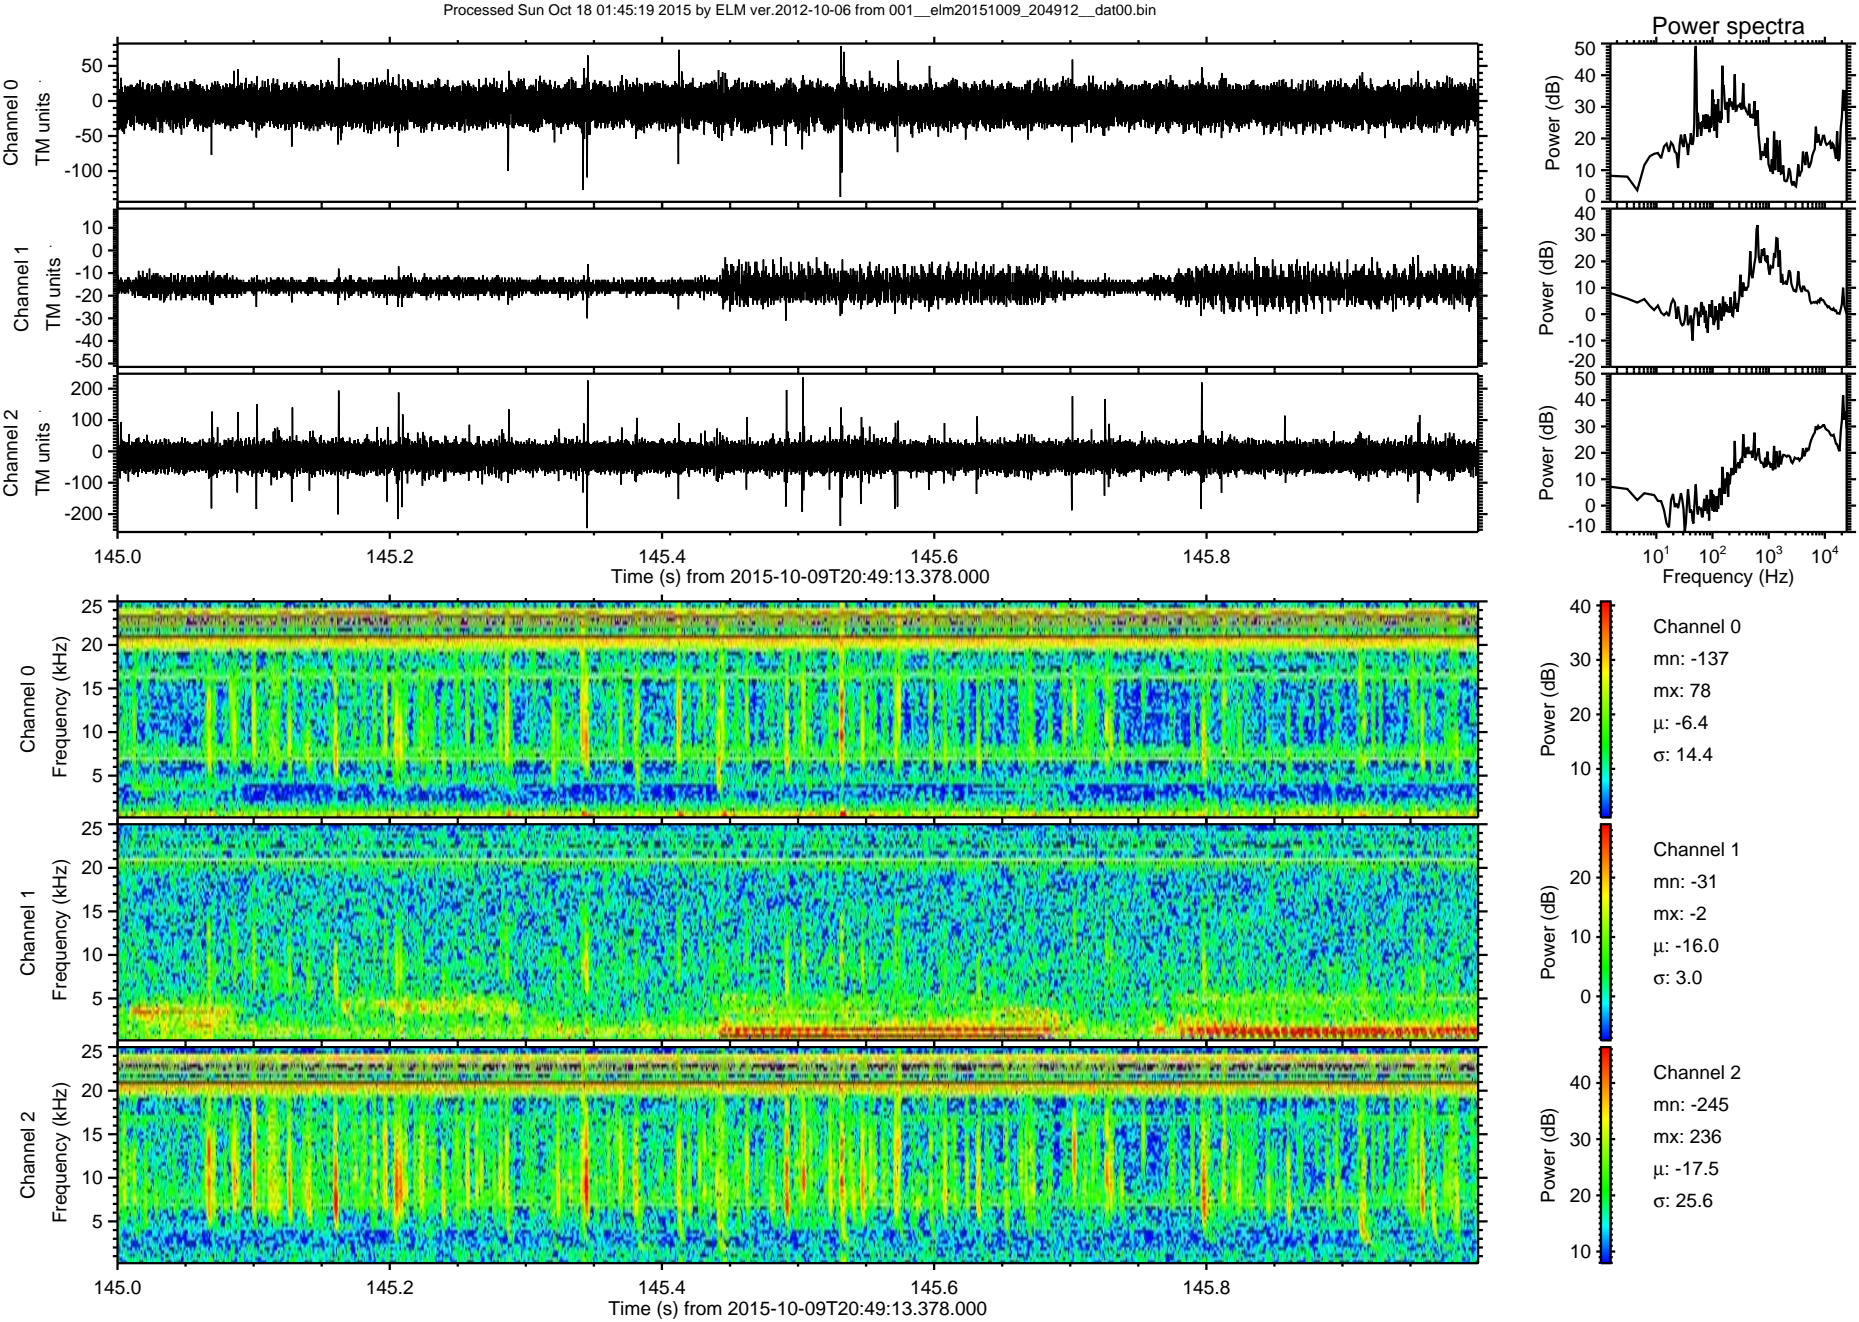 Processed Sun Oct 18 01:45:19 2015 by ELM ver.2012-10-06 from 001__elm20151009_204912__dat00.bin
Power spectra
Channel 0
TM units
50
0
-50
-100
Power (dB)
50
40
30
20
10
0
Channel 1
TM units
10
0
-10
-20
-30
-40
-50
Power (dB)
40
30
20
10
0
-10
-20
Channel 2
TM units
200
100
0
-100
-200
Power (dB)
50
40
30
20
10
0
-10
145.0 145.2 145.4 145.6 145.8
Time (s) from 2015-10-09T20:49:13.378.000
10^1 10^2 10^3 10^4
Frequency (Hz)
Channel 0
Frequency (kHz)
25
20
15
10
5
Power (dB)
40
30
20
10
Channel 0
mn: -137
mx: 78
μ: -6.4
σ: 14.4
Channel 1
Frequency (kHz)
25
20
15
10
5
Power (dB)
20
10
0
Channel 1
mn: -31
mx: -2
μ: -16.0
σ: 3.0
Channel 2
Frequency (kHz)
25
20
15
10
5
Power (dB)
40
30
20
10
Channel 2
mn: -245
mx: 236
μ: -17.5
σ: 25.6
145.0 145.2 145.4 145.6 145.8
Time (s) from 2015-10-09T20:49:13.378.000